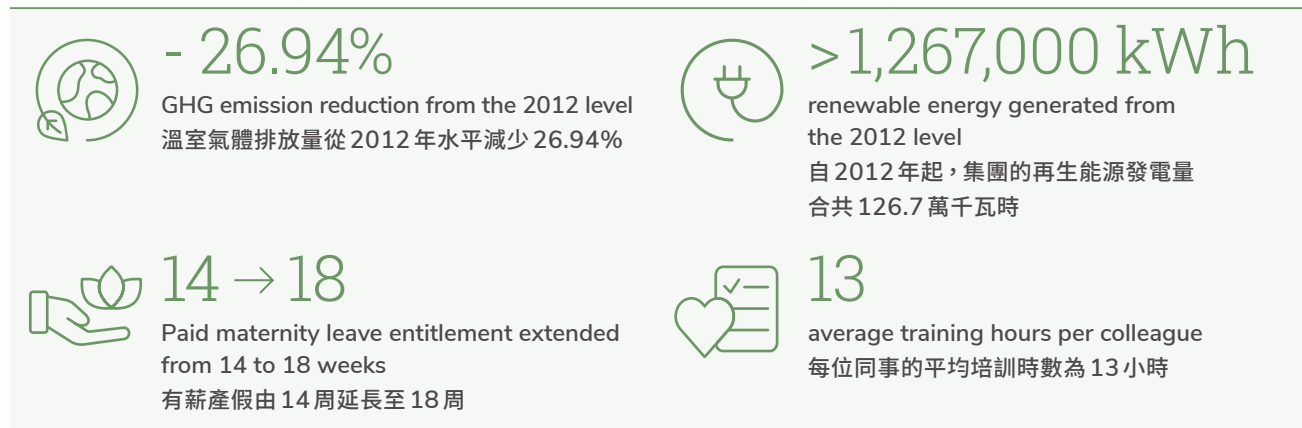 - 26.94%
GHG emission reduction from the 2012 level
溫室氣體排放量從2012年水平減少26.94%
>1,267,000 kWh
renewable energy generated from
the 2012 level
自2012年起，集團的再生能源發電量
合共126.7萬千瓦時
14 → 18
Paid maternity leave entitlement extended
from 14 to 18 weeks
有薪產假由14周延長至18周
13
average training hours per colleague
每位同事的平均培訓時數為13小時